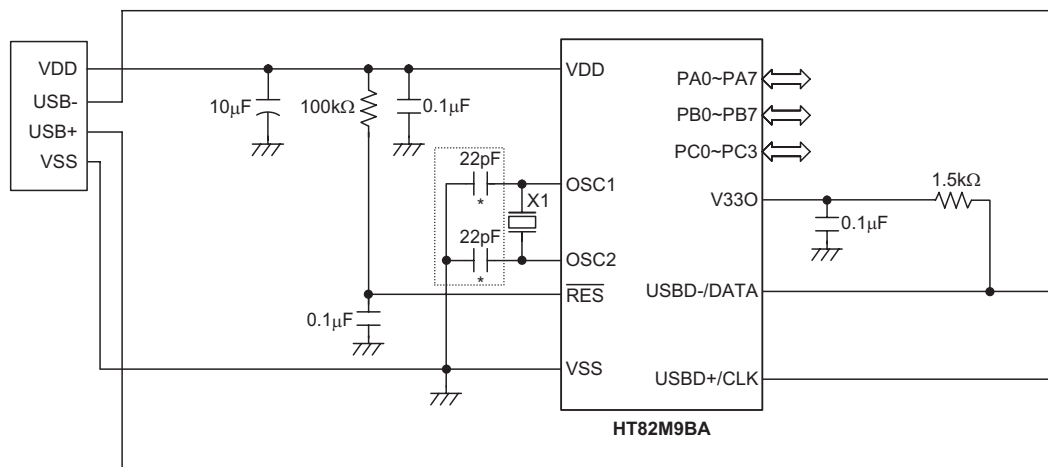 VDD
USB-
USB+
VSS
10μF
100kΩ
0.1μF
22pF
*
X1
22pF
*
0.1μF
VDD
OSC1
OSC2
RES
VSS
PA0~PA7
PB0~PB7
PC0~PC3
V33O
USBD-/DATA
USBD+/CLK
1.5kΩ
0.1μF
HT82M9BA